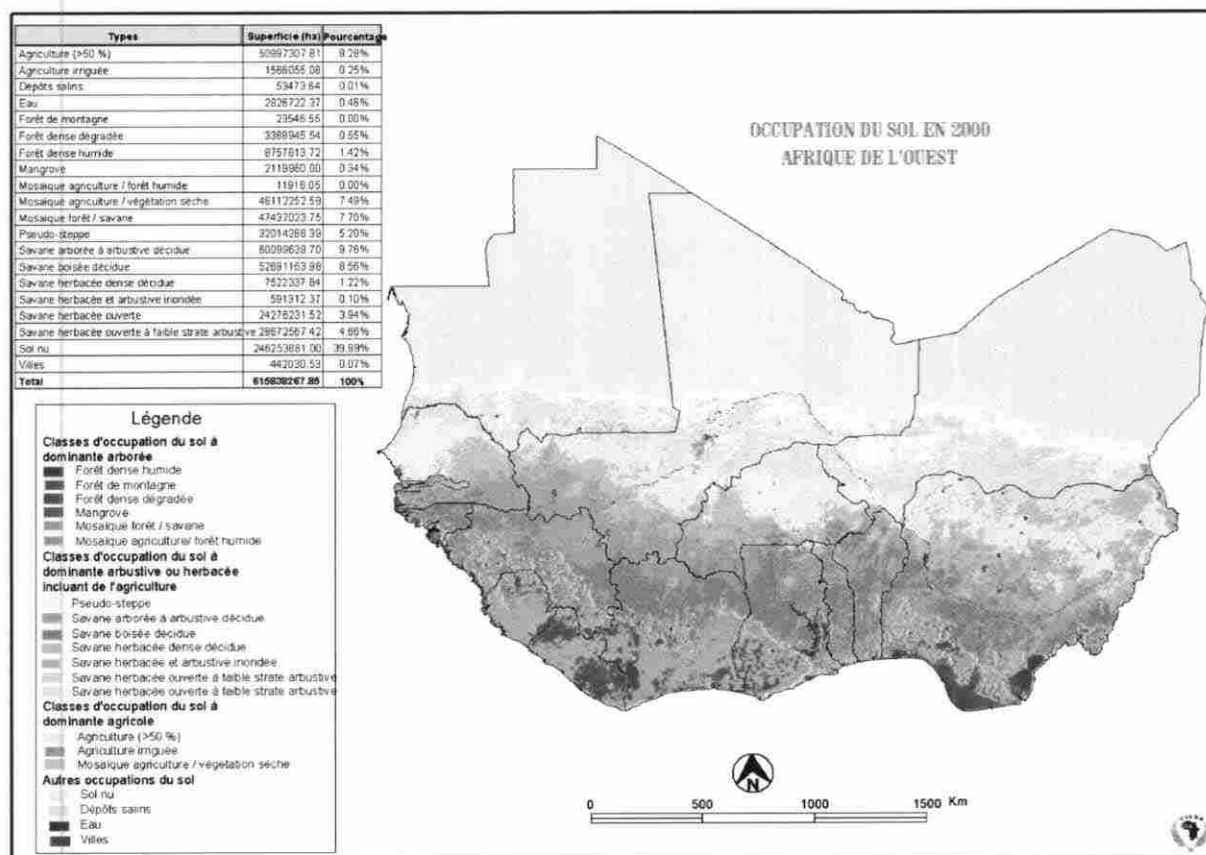 Types Superficie (ha) Pourcentage
Agriculture (>50 %) 50997307.81 8.28%
Agriculture irriguée 1566055.08 0.25%
Dépôts salins 53473.64 0.01%
Eau 2826722.37 0.46%
Forêt de montagne 23546.55 0.00%
Forêt dense dégradée 3388945.54 0.55%
Forêt dense humide 8757613.72 1.42%
Mangrove 2119960.00 0.34%
Mosaïque agriculture / forêt humide 11916.05 0.00%
Mosaïque agriculture / végétation sèche 46112252.59 7.49%
Mosaïque forêt / savane 47437023.75 7.70%
Pseudo-steppe 32014286.39 5.20%
Savane arborée à arbustive décidue 60099639.70 9.76%
Savane boisée décidue 52691163.98 8.56%
Savane herbacée dense décidue 7522337.84 1.22%
Savane herbacée et arbustive inondée 591312.37 0.10%
Savane herbacée ouverte 24276231.52 3.94%
Savane herbacée ouverte à faible strate arbustive 28672567.42 4.66%
Sol nu 246253881.00 39.99%
Villes 442030.53 0.07%
Total 615838267.85 100%
OCCUPATION DU SOL EN 2000
AFRIQUE DE L'OUEST
Légende
Classes d'occupation du sol à
dominante arborée
Forêt dense humide
Forêt de montagne
Forêt dense dégradée
Mangrove
Mosaïque forêt / savane
Mosaïque agriculture/ forêt humide
Classes d'occupation du sol à
dominante arbustive ou herbacée
incluant de l'agriculture
Pseudo-steppe
Savane arborée à arbustive décidue
Savane boisée décidue
Savane herbacée dense décidue
Savane herbacée et arbustive inondée
Savane herbacée ouverte à faible strate arbustive
Savane herbacée ouverte à faible strate arbustive
Classes d'occupation du sol à
dominante agricole
Agriculture (>50 %)
Agriculture irriguée
Mosaïque agriculture / végétation sèche
Autres occupations du sol
Sol nu
Dépôts salins
Eau
Villes
N
0 500 1000 1500 Km